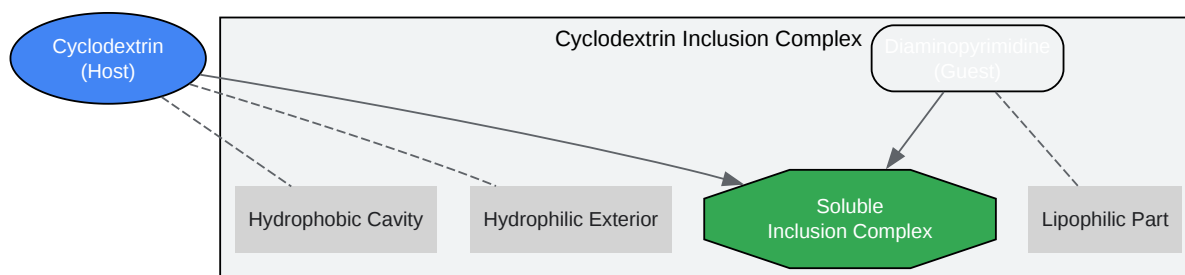 Cyclodextrin
(Host)
Cyclodextrin Inclusion Complex
Diaminopyrimidine
(Guest)
Hydrophobic Cavity
Hydrophilic Exterior
Soluble
Inclusion Complex
Lipophilic Part